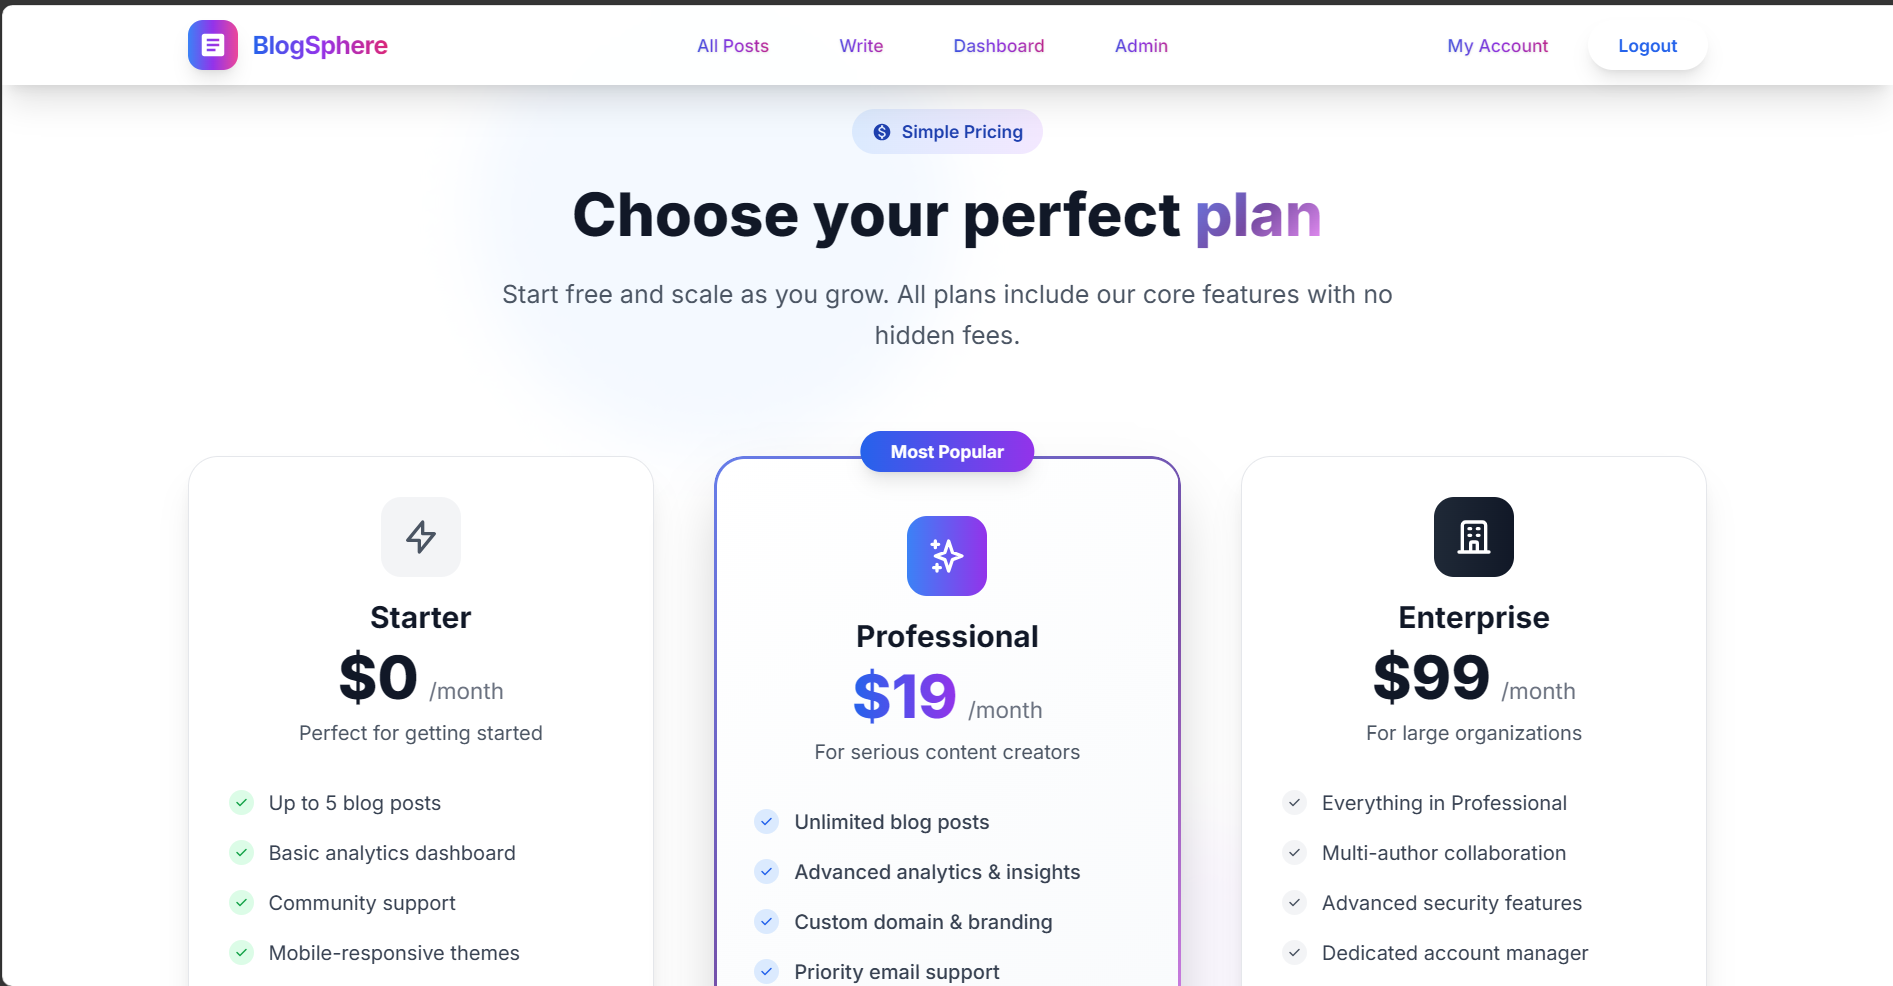 BlogSphere
All Posts
Write
Dashboard
Admin
My Account
Logout
Simple Pricing
Choose your perfect plan
Start free and scale as you grow. All plans include our core features with no
hidden fees.
Starter
$0 /month
Perfect for getting started
Up to 5 blog posts
Basic analytics dashboard
Community support
Mobile-responsive themes
Most Popular
Professional
$19 /month
For serious content creators
Unlimited blog posts
Advanced analytics & insights
Custom domain & branding
Priority email support
Enterprise
$99 /month
For large organizations
Everything in Professional
Multi-author collaboration
Advanced security features
Dedicated account manager